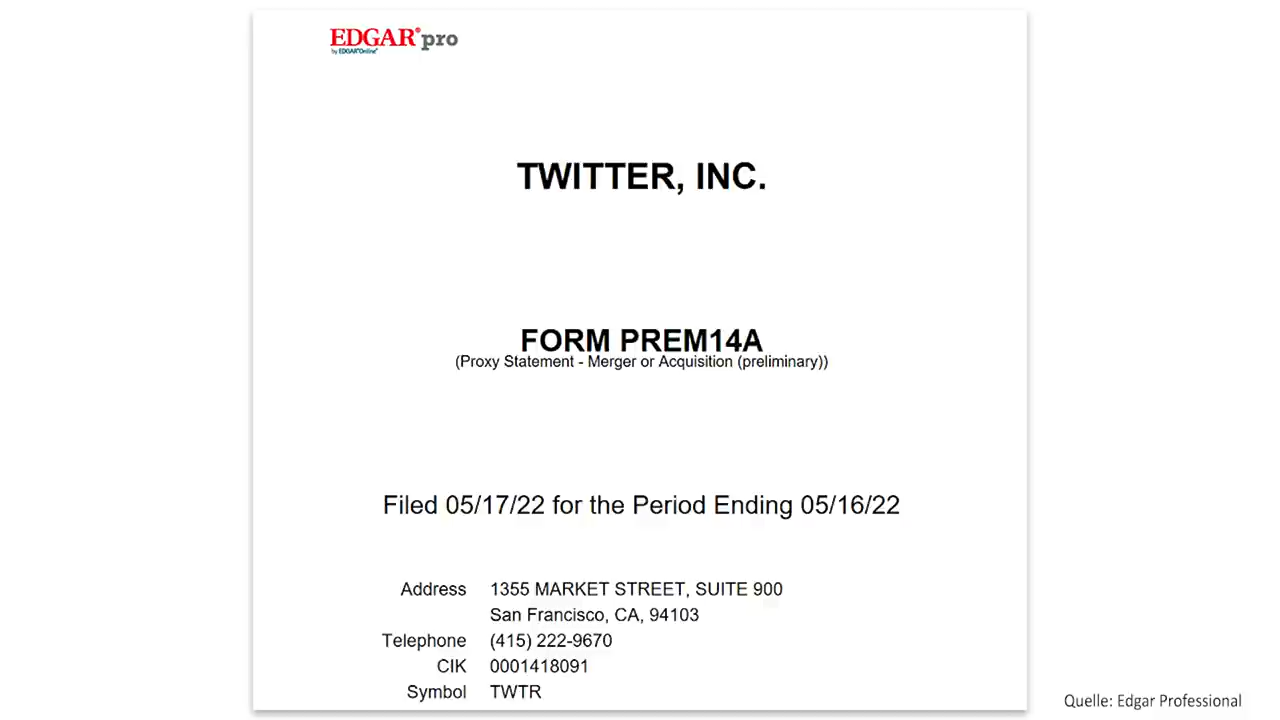 EDGAR®pro
by EDGAR®Online®
TWITTER, INC.
FORM PREM14A
(Proxy Statement - Merger or Acquisition (preliminary))
Filed 05/17/22 for the Period Ending 05/16/22
Address 1355 MARKET STREET, SUITE 900
San Francisco, CA, 94103
Telephone (415) 222-9670
CIK 0001418091
Symbol TWTR
Quelle: Edgar Professional